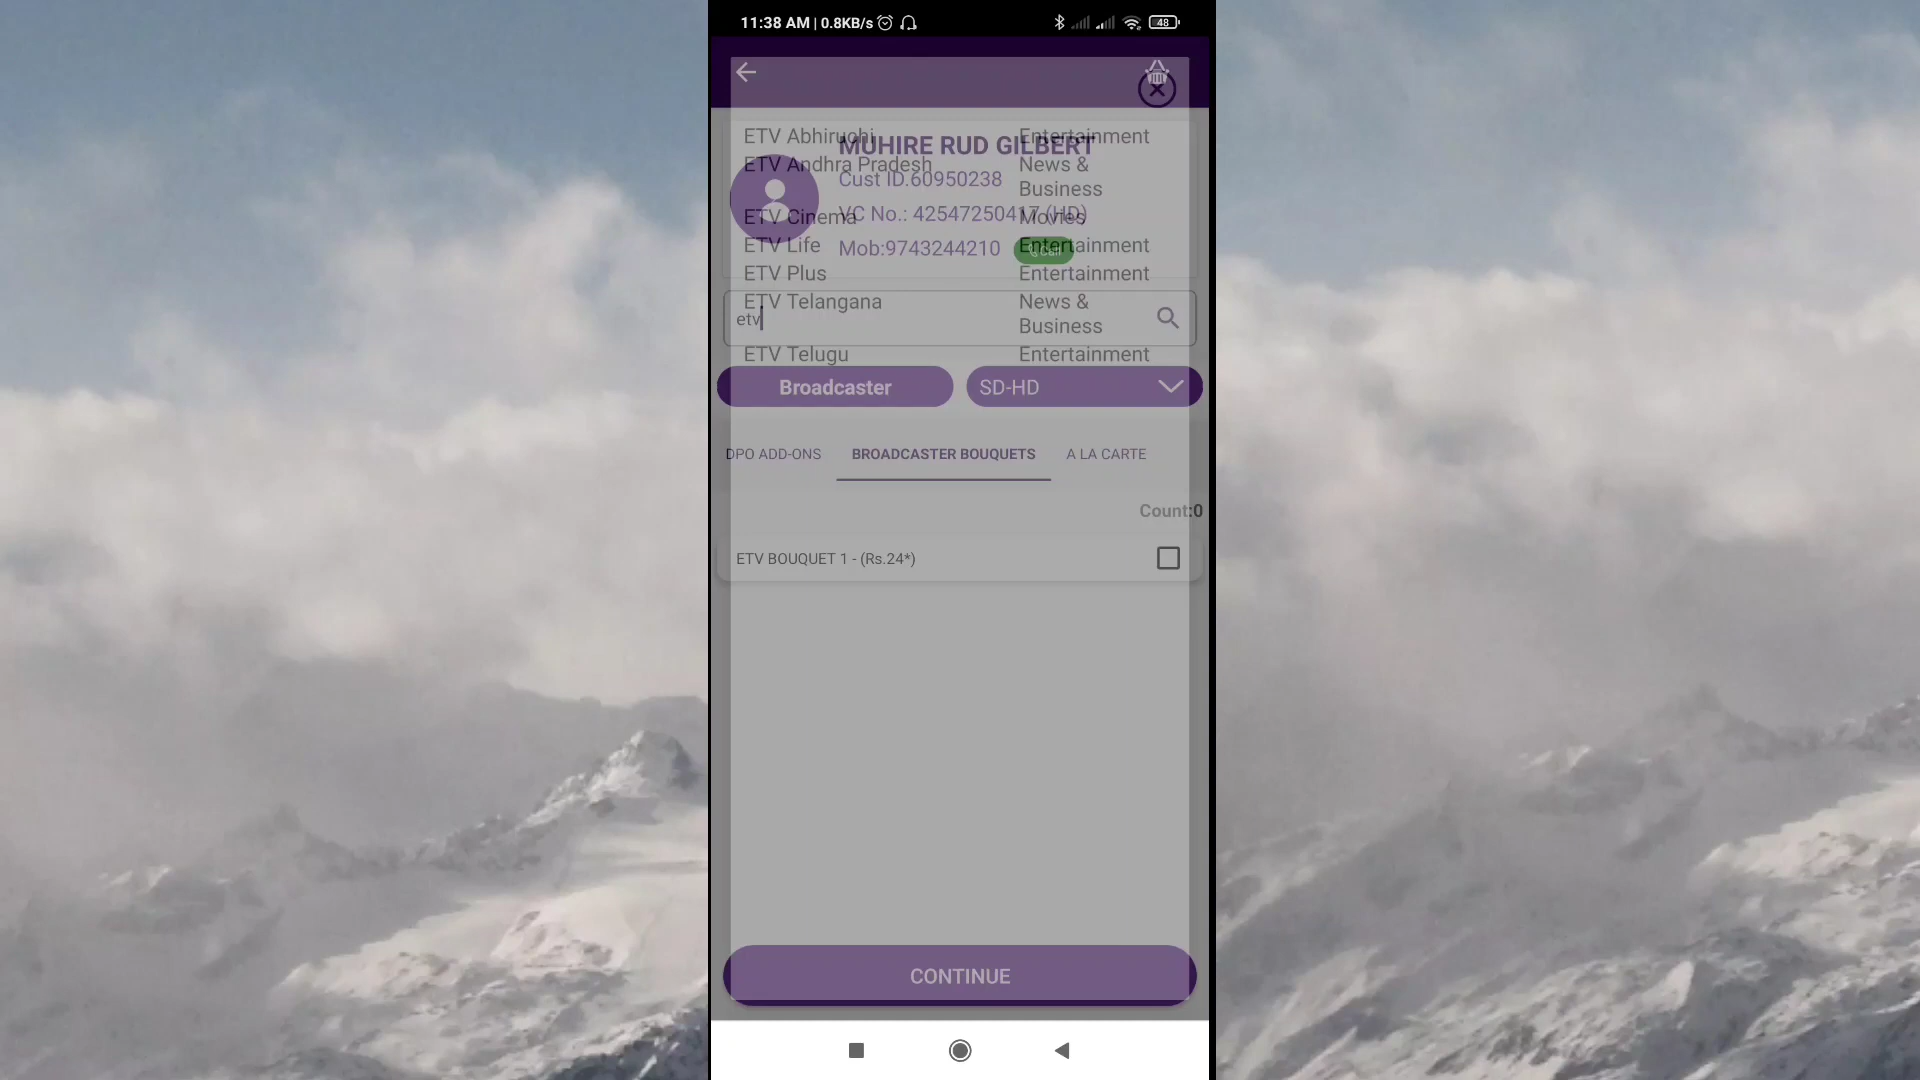 11:38 AM | 0.8KB/s
48
ETV Abhiruchi Entertainment
MUHIRE RUD GILBERT
ETV Andhra Pradesh News & Business
Cust ID.60950238
ETV Cinema Movies
VC No.: 42547250417 (HD)
ETV Life Entertainment
Mob:9743244210 Call
ETV Plus Entertainment
ETV Telangana News & Business
etv
ETV Telugu Entertainment
Broadcaster SD-HD
DPO ADD-ONS BROADCASTER BOUQUETS A LA CARTE
Count:0
ETV BOUQUET 1 - (Rs.24*)
CONTINUE